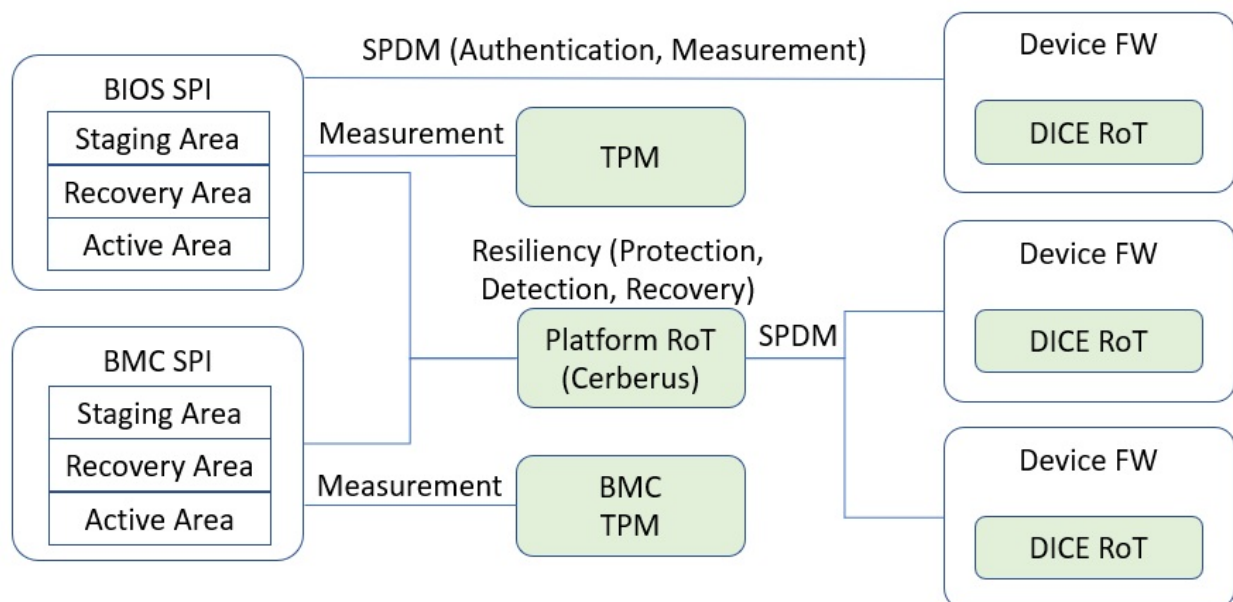 SPDM (Authentication, Measurement)
BIOS SPI
Staging Area
Recovery Area
Active Area
Measurement
TPM
Device FW
DICE RoT
Resiliency (Protection,
Detection, Recovery)
Platform RoT
(Cerberus)
SPDM
Device FW
DICE RoT
BMC SPI
Staging Area
Recovery Area
Active Area
Measurement
BMC
TPM
Device FW
DICE RoT